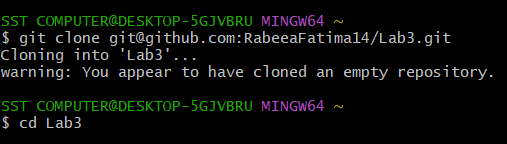 SST COMPUTER@DESKTOP-5GJVBRU MINGW64 ~
$ git clone git@github.com:RabeeaFatima14/Lab3.git
Cloning into 'Lab3'...
warning: You appear to have cloned an empty repository.
SST COMPUTER@DESKTOP-5GJVBRU MINGW64 ~
$ cd Lab3